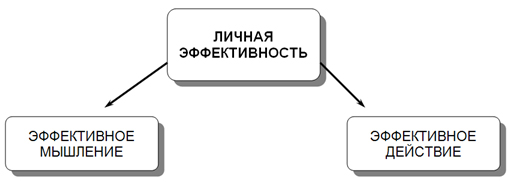 ЛИЧНАЯ
ЭФФЕКТИВНОСТЬ
ЭФФЕКТИВНОЕ
МЫШЛЕНИЕ
ЭФФЕКТИВНОЕ
ДЕЙСТВИЕ